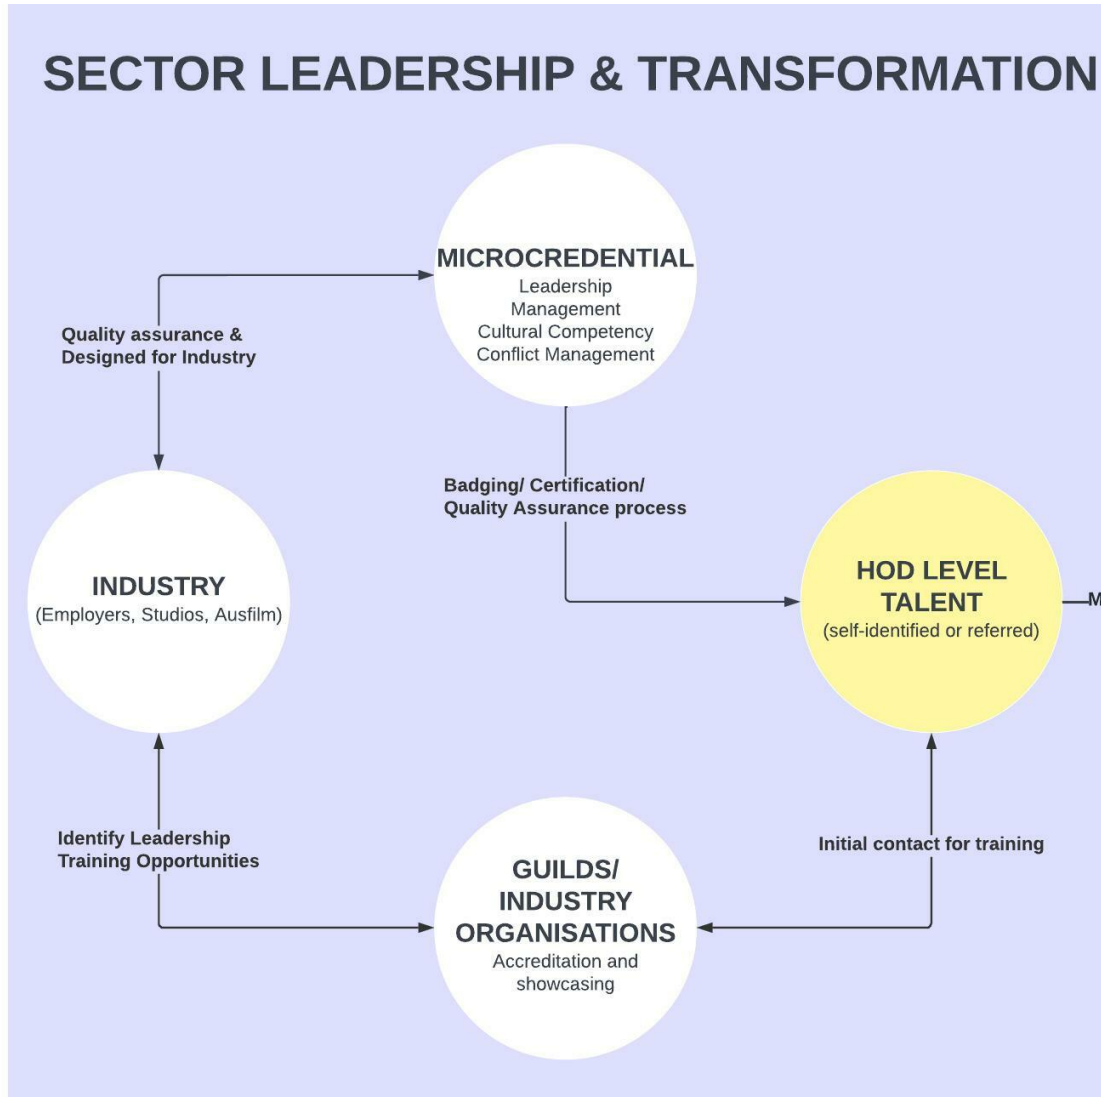 SECTOR LEADERSHIP & TRANSFORMATION
MICROCREDENTIAL
Leadership
Management
Cultural Competency
Conflict Management
Quality assurance &
Designed for Industry
Badging/ Certification/
Quality Assurance process
INDUSTRY
(Employers, Studios, Ausfilm)
HOD LEVEL
TALENT
(self-identified or referred)
M
Identify Leadership
Training Opportunities
GUILDS/
INDUSTRY
ORGANISATIONS
Accreditation and
showcasing
Initial contact for training